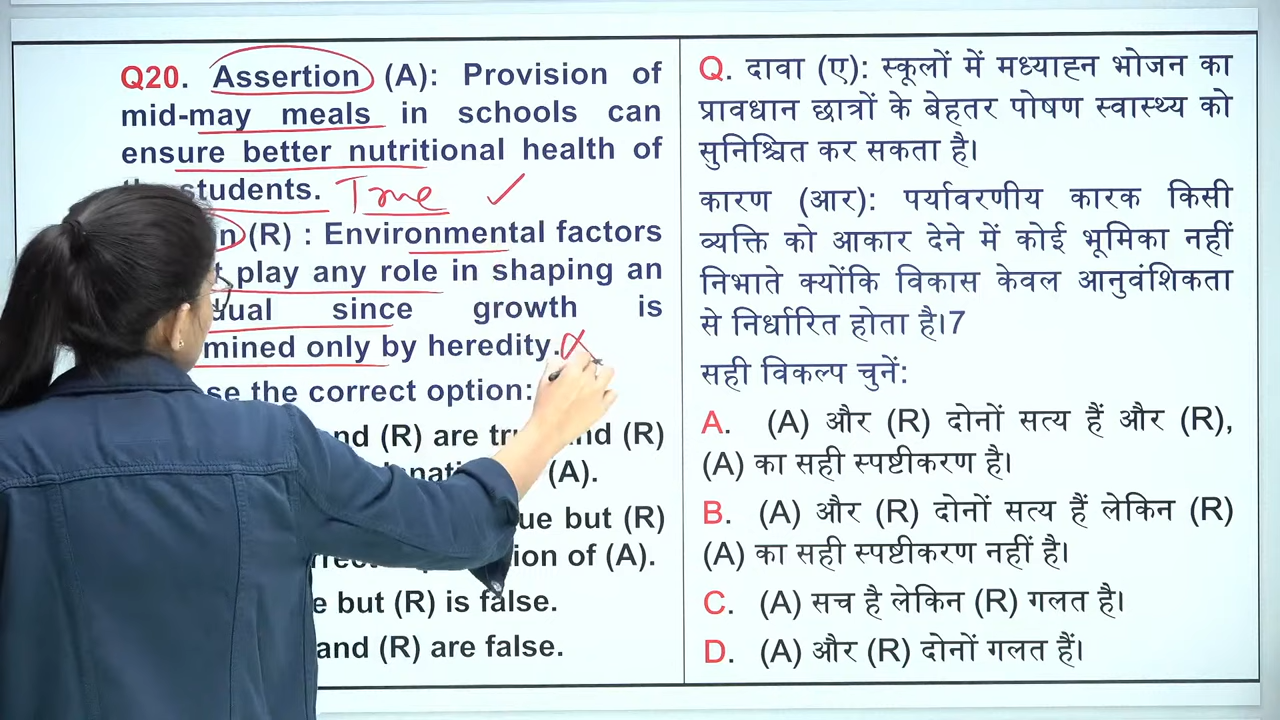 Q20. Assertion (A): Provision of
mid-may meals in schools can
ensure better nutritional health of
students. True ✓
(R) : Environmental factors
play any role in shaping an
since growth is
only by heredity.
the correct option:
(R) are and (R)
(A).
but (R)
of (A).
but (R) is false.
and (R) are false.
Q. दावा (ए): स्कूलों में मध्याह्न भोजन का
प्रावधान छात्रों के बेहतर पोषण स्वास्थ्य को
सुनिश्चित कर सकता है।
कारण (आर): पर्यावरणीय कारक किसी
व्यक्ति को आकार देने में कोई भूमिका नहीं
निभाते क्योंकि विकास केवल आनुवंशिकता
से निर्धारित होता है।7
सही विकल्प चुनें:
A. (A) और (R) दोनों सत्य हैं और (R),
(A) का सही स्पष्टीकरण है।
B. (A) और (R) दोनों सत्य हैं लेकिन (R)
(A) का सही स्पष्टीकरण नहीं है।
C. (A) सच है लेकिन (R) गलत है।
D. (A) और (R) दोनों गलत हैं।